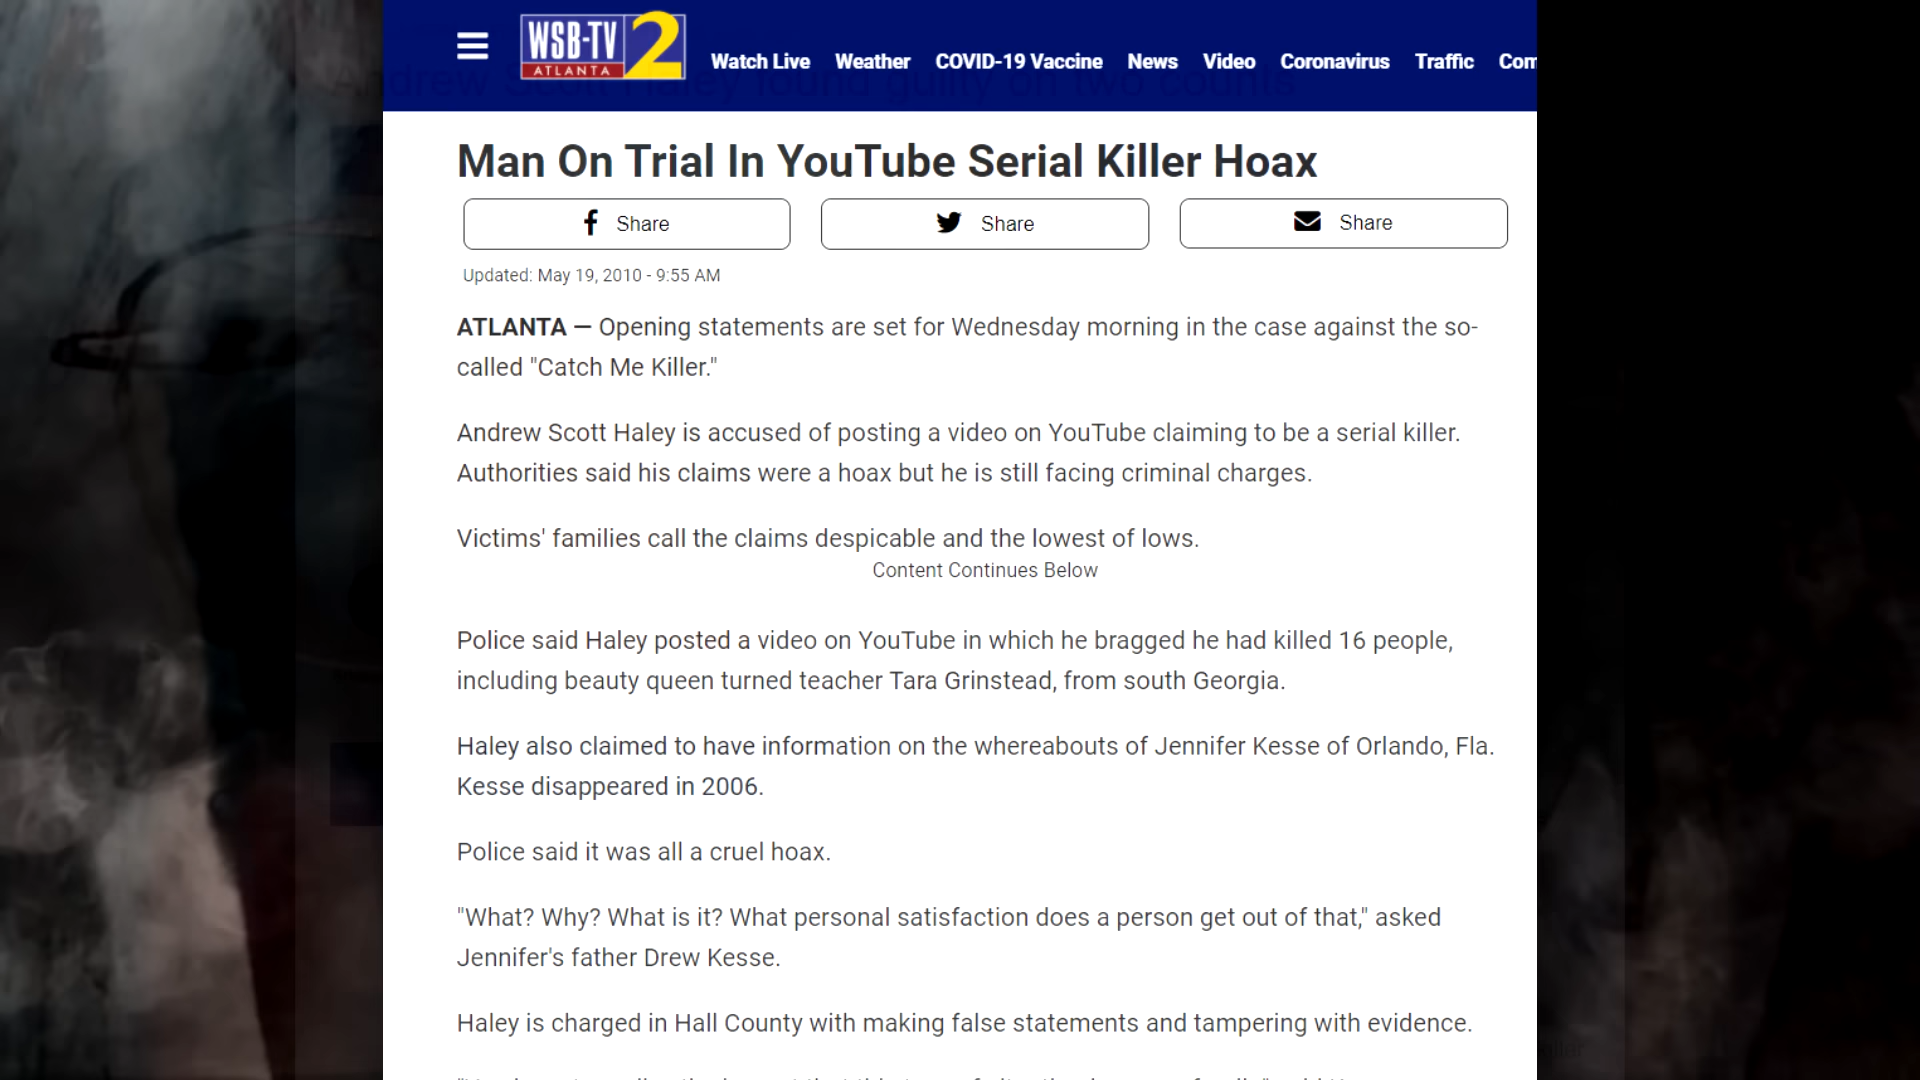 WSB-TV 2
ATLANTA
Watch Live Weather COVID-19 Vaccine News Video Coronavirus Traffic Com
Andrew Scott Haley found guilty on two counts
Man On Trial In YouTube Serial Killer Hoax
Share Share Share
Updated: May 19, 2010 - 9:55 AM
ATLANTA — Opening statements are set for Wednesday morning in the case against the so-
called "Catch Me Killer."
Andrew Scott Haley is accused of posting a video on YouTube claiming to be a serial killer.
Authorities said his claims were a hoax but he is still facing criminal charges.
Victims' families call the claims despicable and the lowest of lows.
Content Continues Below
Police said Haley posted a video on YouTube in which he bragged he had killed 16 people,
including beauty queen turned teacher Tara Grinstead, from south Georgia.
Haley also claimed to have information on the whereabouts of Jennifer Kesse of Orlando, Fla.
Kesse disappeared in 2006.
Police said it was all a cruel hoax.
"What? Why? What is it? What personal satisfaction does a person get out of that," asked
Jennifer's father Drew Kesse.
Haley is charged in Hall County with making false statements and tampering with evidence.